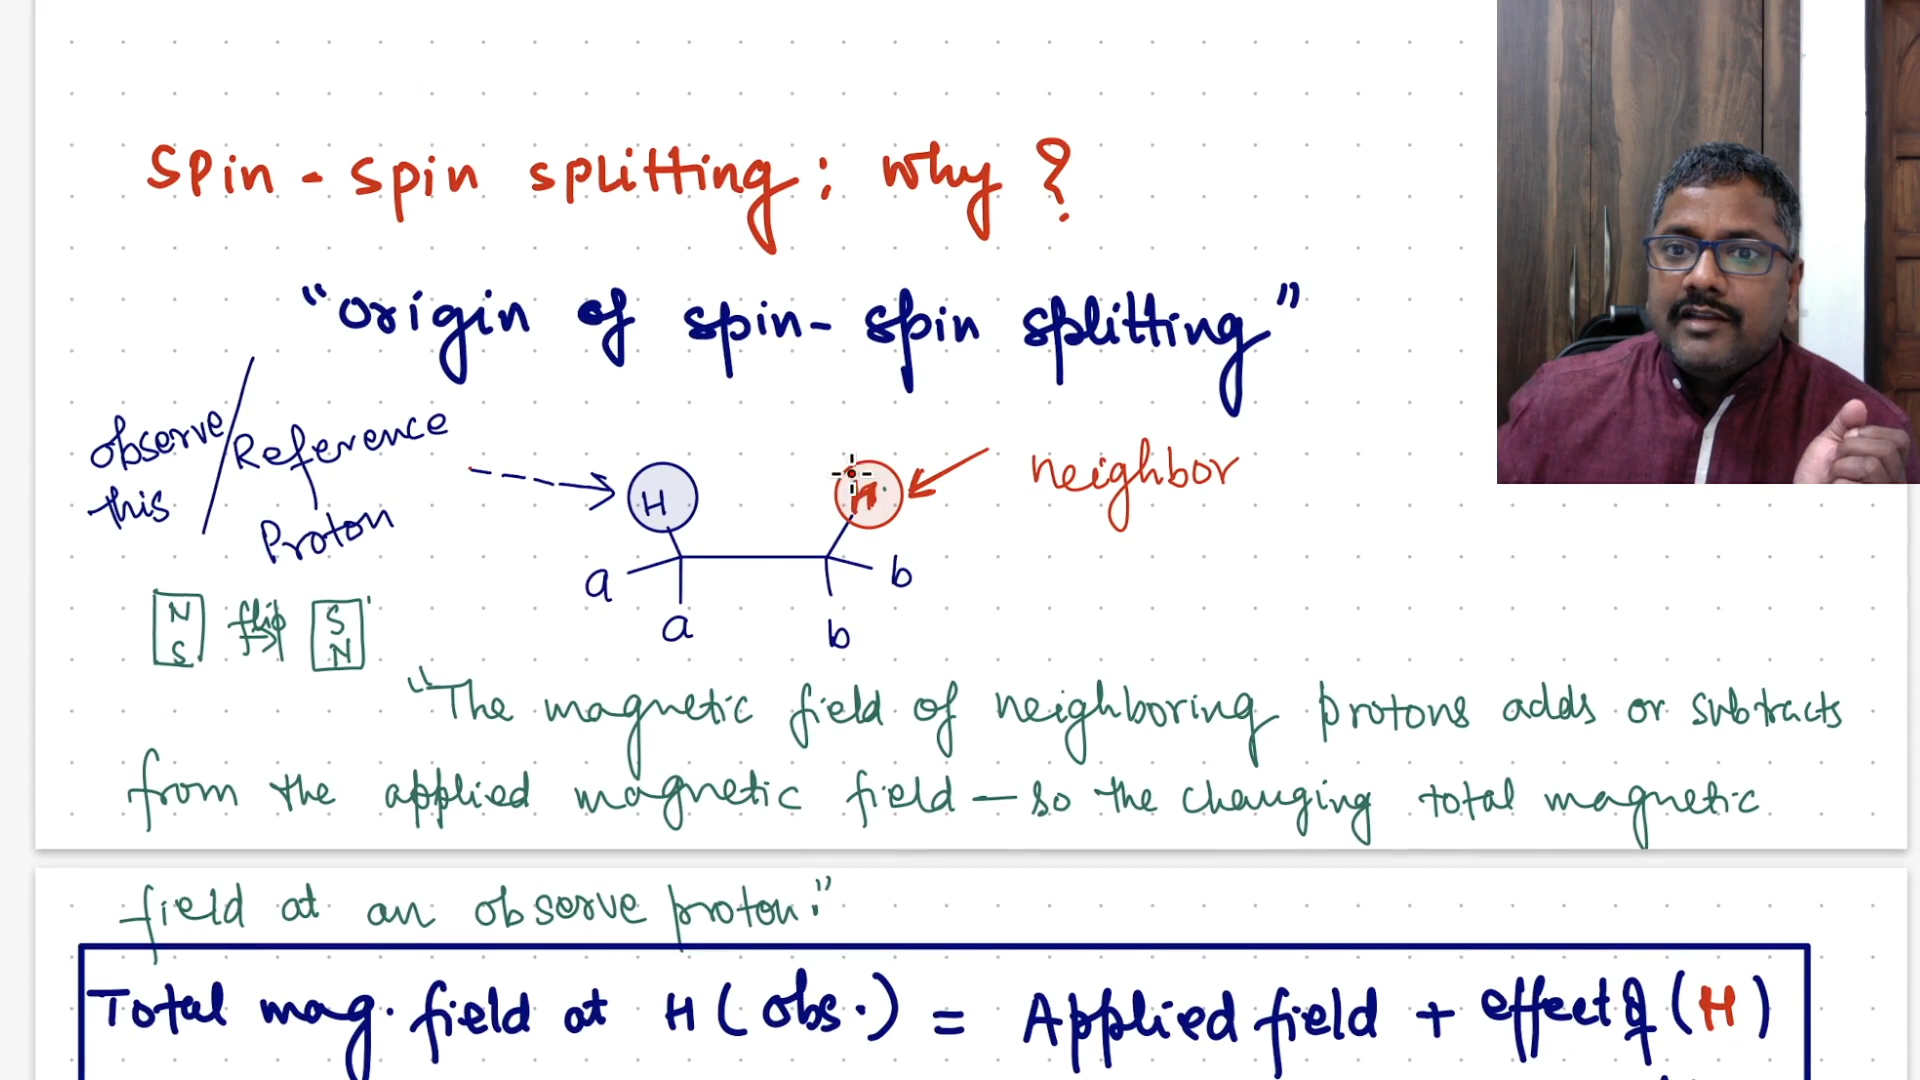 Spin - spin splitting: why?
"origin of spin-spin splitting"
observe/Reference
this Proton
neighbor
H H
a b
a b
N flip S
S N
"The magnetic field of neighboring protons adds or subtracts
from the applied magnetic field - so the changing total magnetic
field at an observe proton."
Total mag. field at H (obs.) = Applied field + effect of (H)